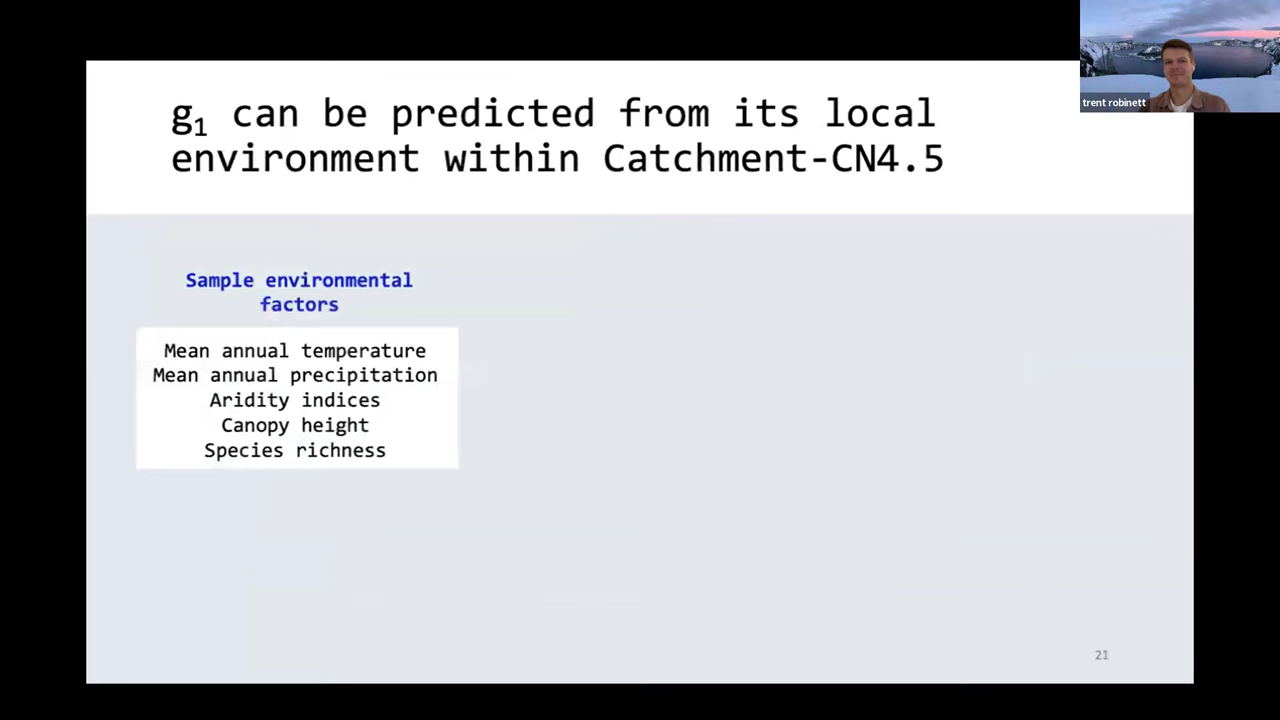 trent robinett
g₁ can be predicted from its local
environment within Catchment-CN4.5
Sample environmental
factors
Mean annual temperature
Mean annual precipitation
Aridity indices
Canopy height
Species richness
21